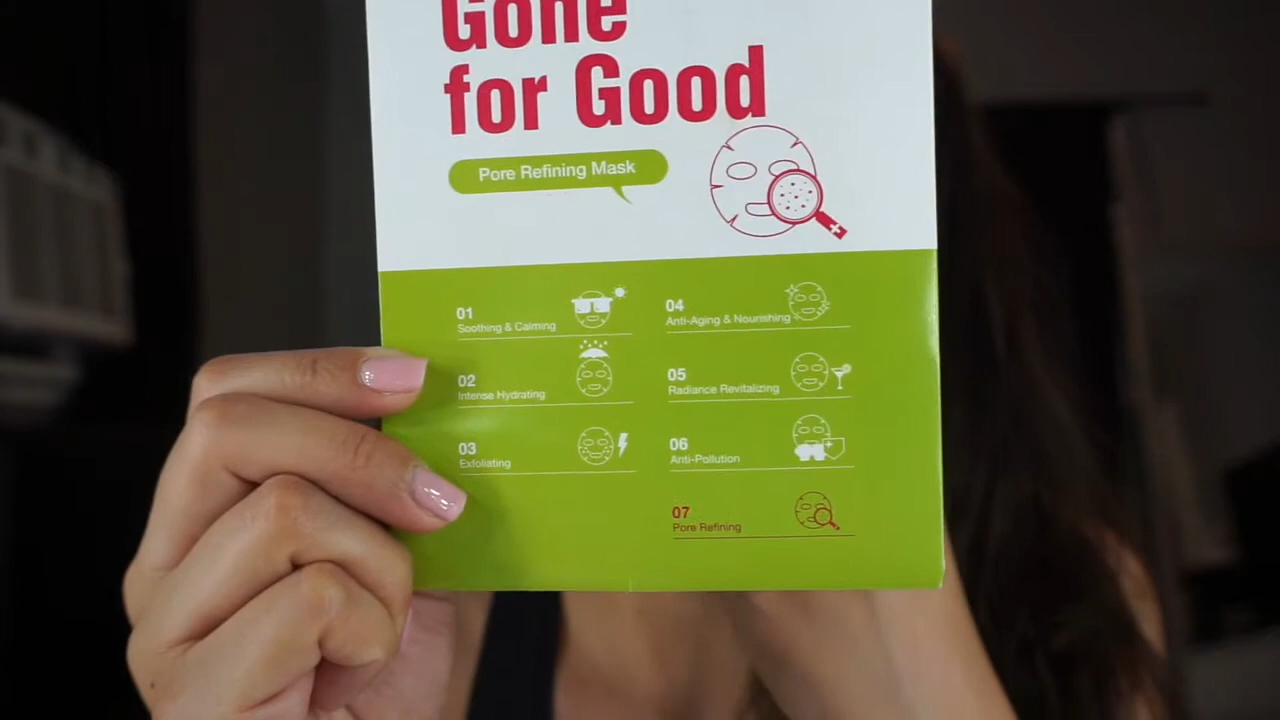 Gone
for Good
Pore Refining Mask
01
Soothing & Calming
02
Intense Hydrating
03
Exfoliating
04
Anti-Aging & Nourishing
05
Radiance Revitalizing
06
Anti-Pollution
07
Pore Refining